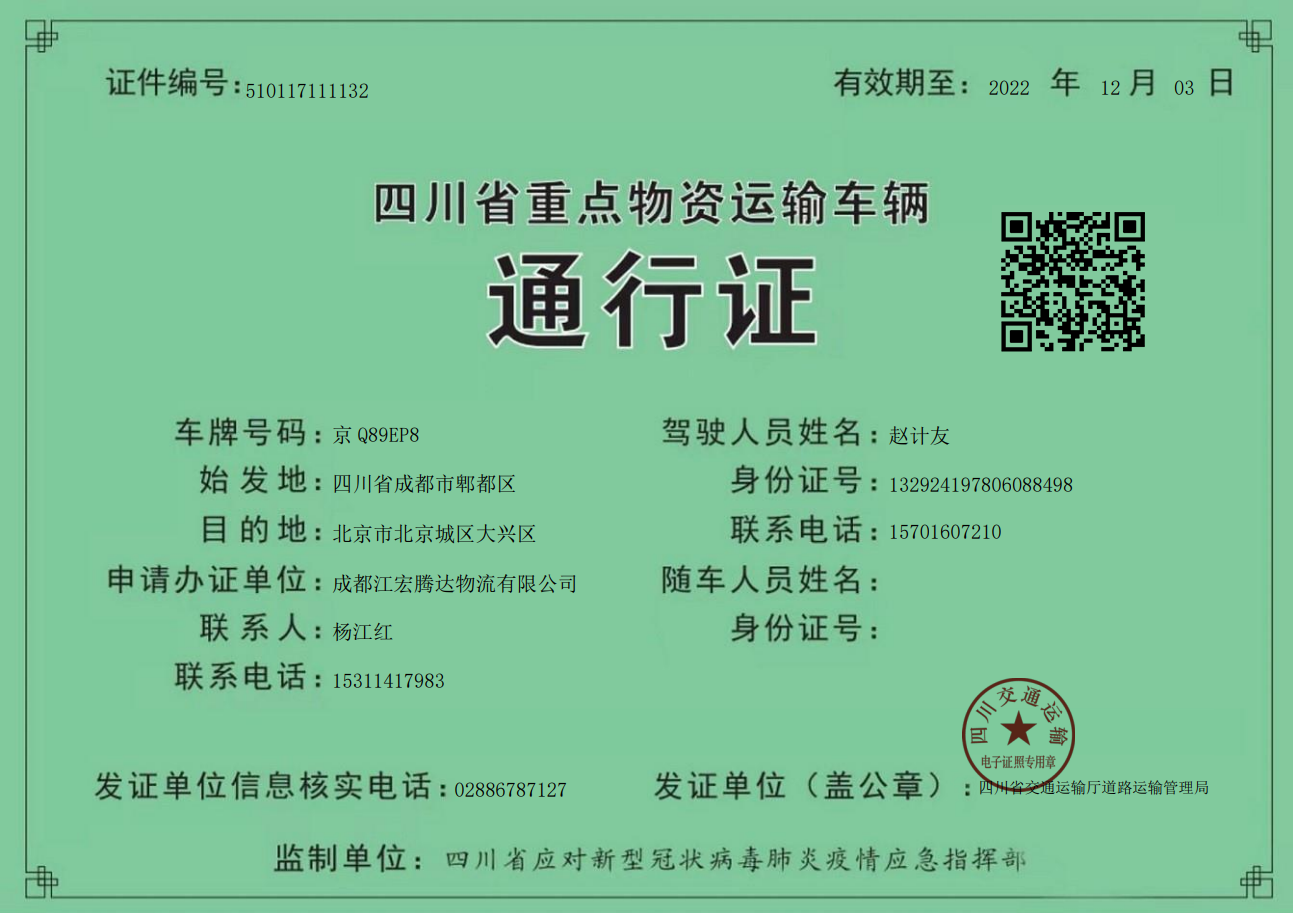 证件编号:510117111132
有效期至: 2022 年 12 月 03 日
四川省重点物资运输车辆
通行证
车牌号码:京Q89EP8
驾驶人员姓名:赵计友
始发地:四川省成都市郫都区
身份证号:132924197806088498
目的地:北京市北京城区大兴区
联系电话:15701607210
申请办证单位:成都江宏腾达物流有限公司
随车人员姓名:
联系人:杨江红
身份证号:
联系电话:15311417983
四川交通运输
电子证照专用章
发证单位信息核实电话:02886787127
发证单位（盖公章）:四川省交通运输厅道路运输管理局
监制单位: 四川省应对新型冠状病毒肺炎疫情应急指挥部